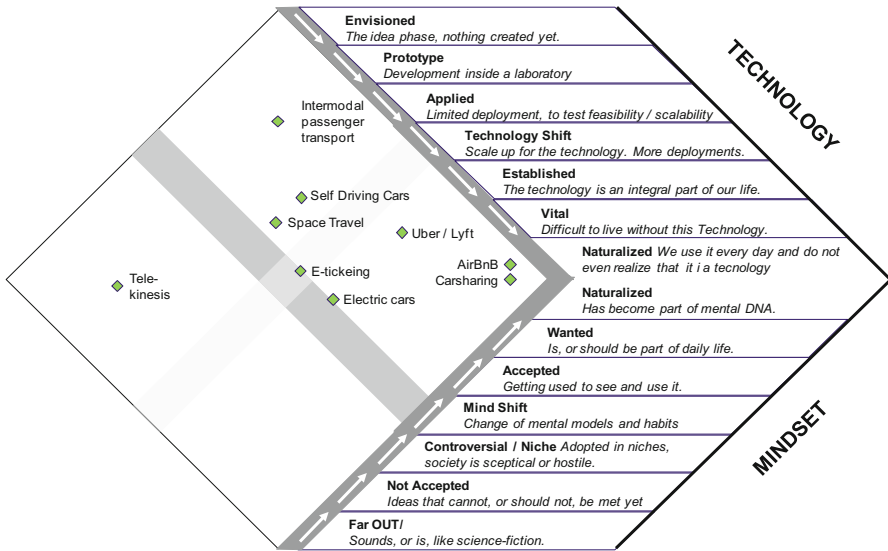 Envisioned
The idea phase, nothing created yet.
Prototype
Development inside a laboratory
Applied
Limited deployment, to test feasibility / scalability
Technology Shift
Scale up for the technology. More deployments.
Established
The technology is an integral part of our life.
Vital
Difficult to live without this Technology.
Naturalized We use it every day and do not
even realize that it i a tecnology
Naturalized
Has become part of mental DNA.
Wanted
Is, or should be part of daily life.
Accepted
Getting used to see and use it.
Mind Shift
Change of mental models and habits
Controversial / Niche Adopted in niches,
society is sceptical or hostile.
Not Accepted
Ideas that cannot, or should not, be met yet
Far OUT/
Sounds, or is, like science-fiction.
TECHNOLOGY
MINDSET
Intermodal
passenger
transport
Self Driving Cars
Space Travel
Uber / Lyft
E-tickeing
AirBnB
Carsharing
Electric cars
Tele-
kinesis